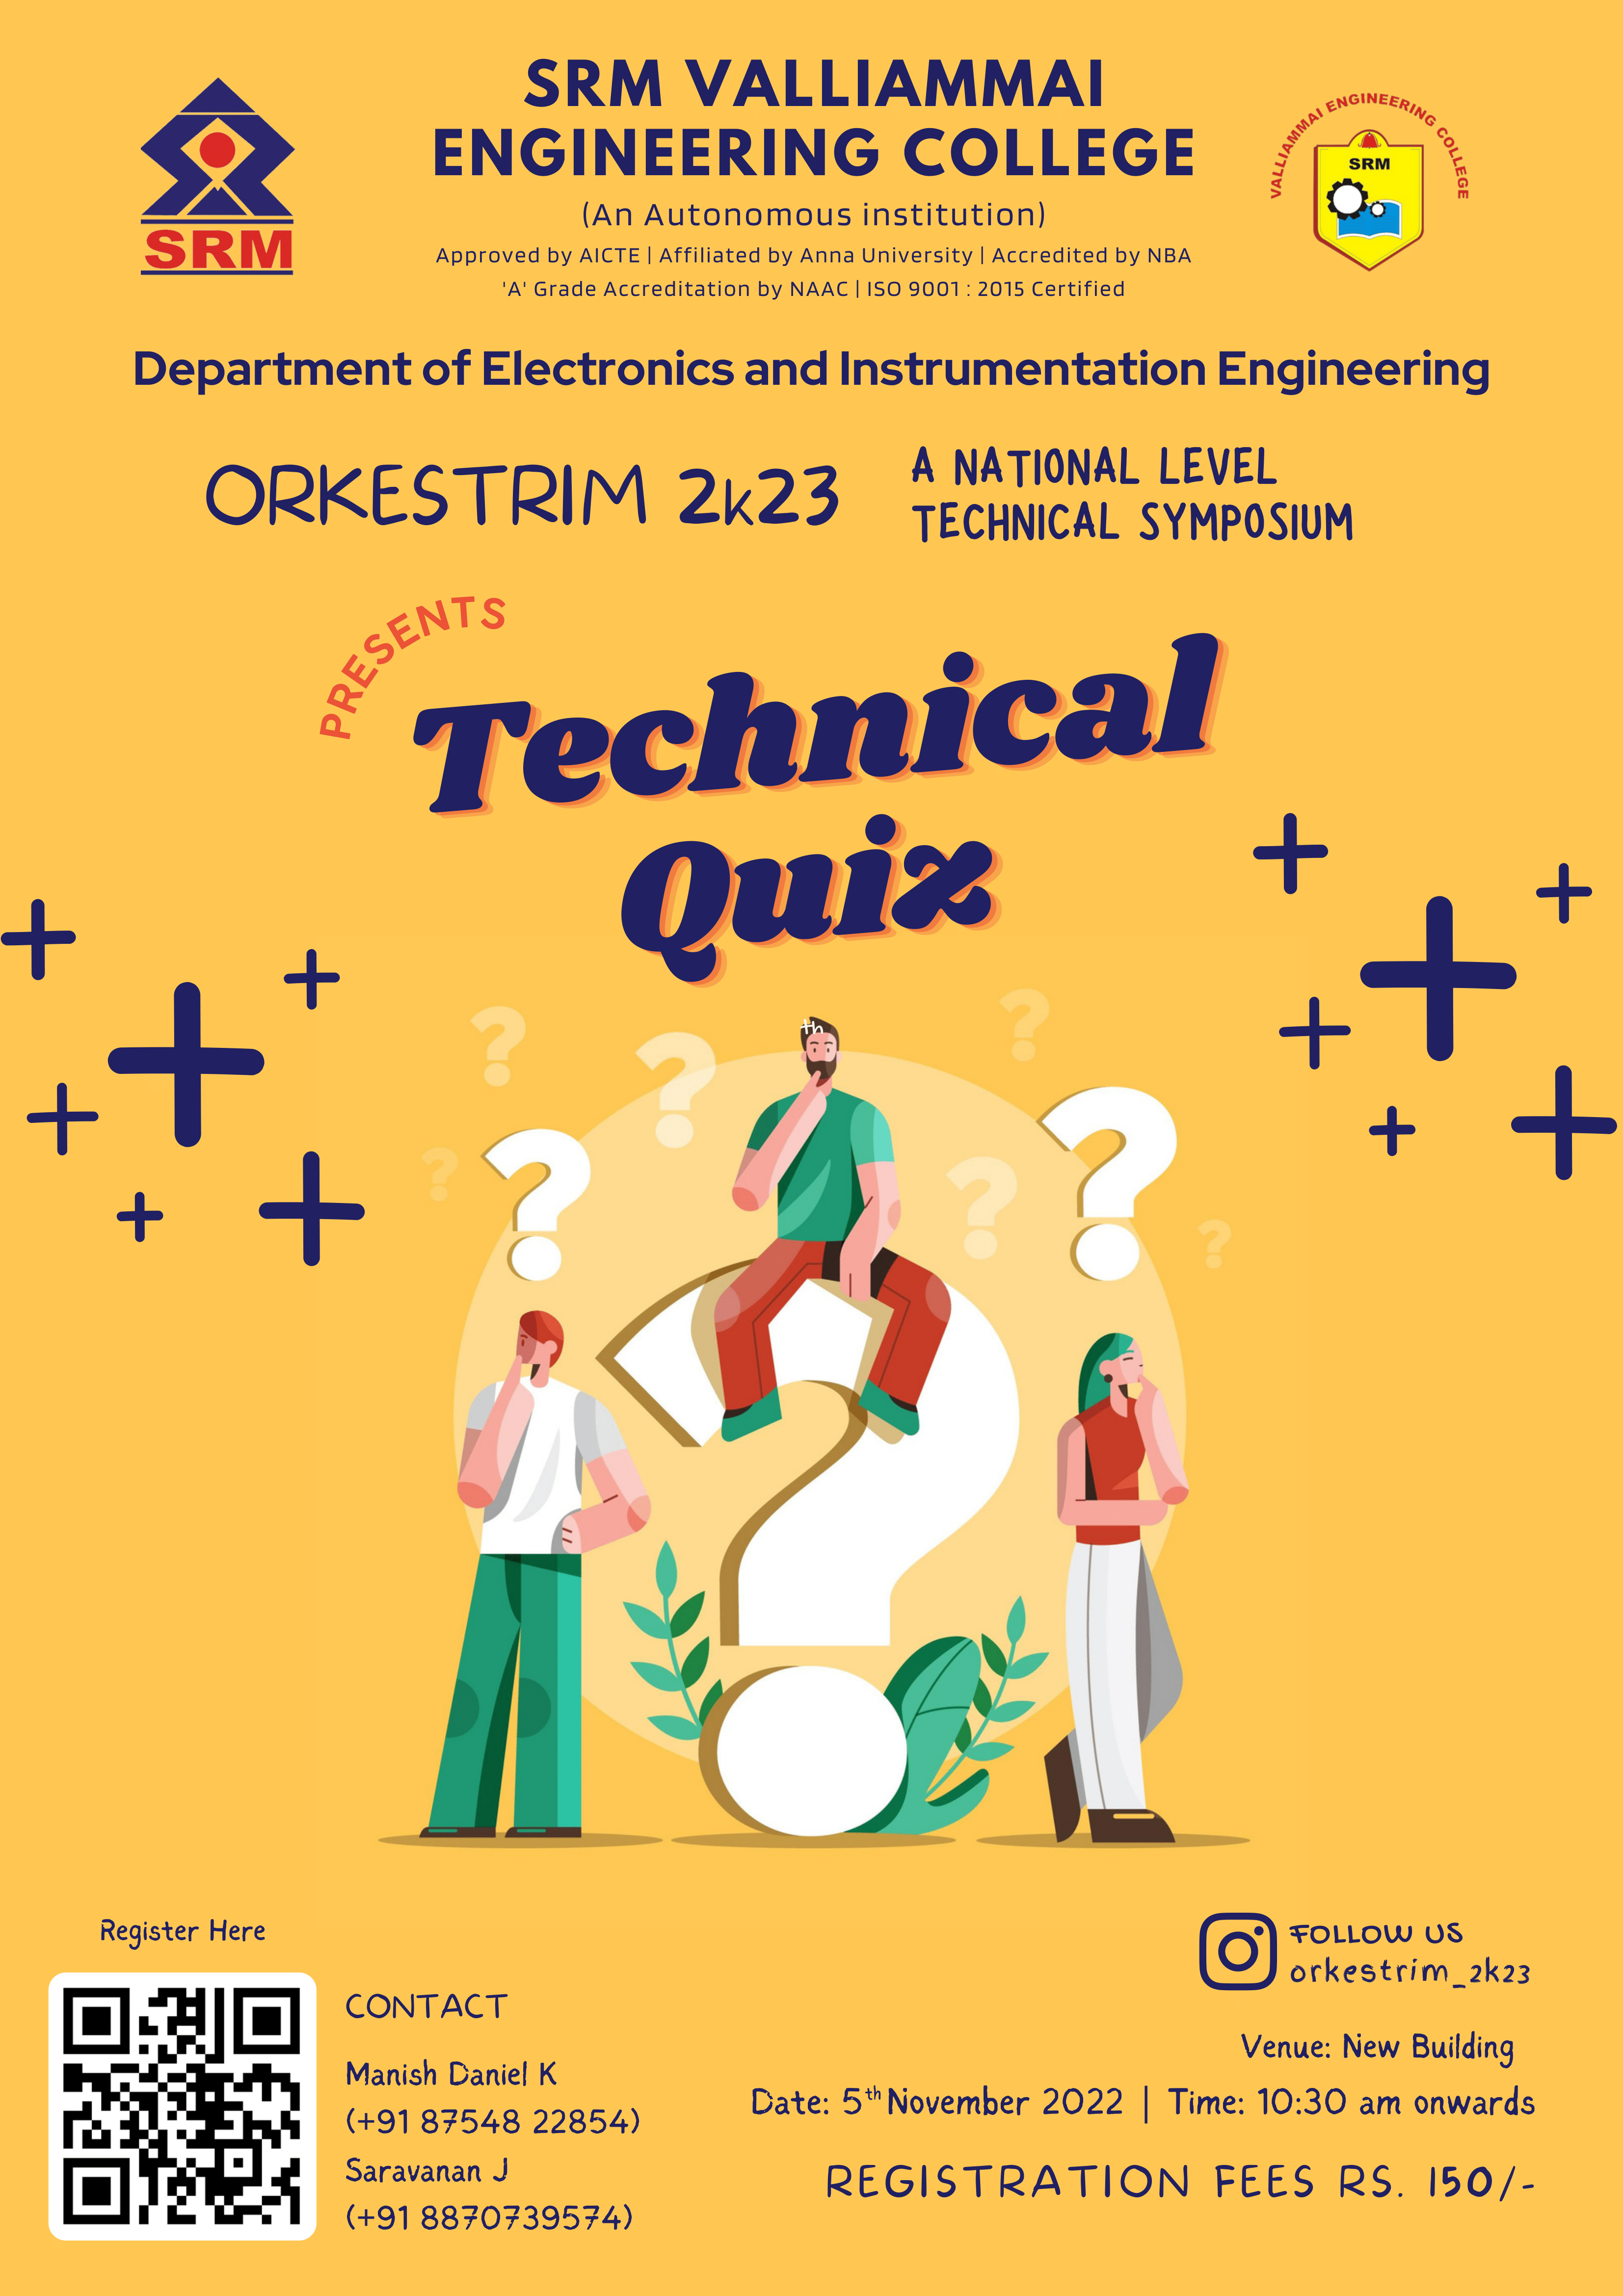 SRM VALLIAMMAI
ENGINEERING COLLEGE
(An Autonomous institution)
Approved by AICTE | Affiliated by Anna University | Accredited by NBA
'A' Grade Accreditation by NAAC | ISO 9001 : 2015 Certified
SRM
VALLIAMMAI ENGINEERING COLLEGE
SRM
Department of Electronics and Instrumentation Engineering
ORKESTRIM 2k23
A NATIONAL LEVEL
TECHNICAL SYMPOSIUM
PRESENTS
Technical
Quiz
th
Register Here
CONTACT
Manish Daniel K
(+91 87548 22854)
Saravanan J
(+91 8870739574)
FOLLOW US
orkestrim_2k23
Venue: New Building
Date: 5th November 2022 | Time: 10:30 am onwards
REGISTRATION FEES RS. 150/-